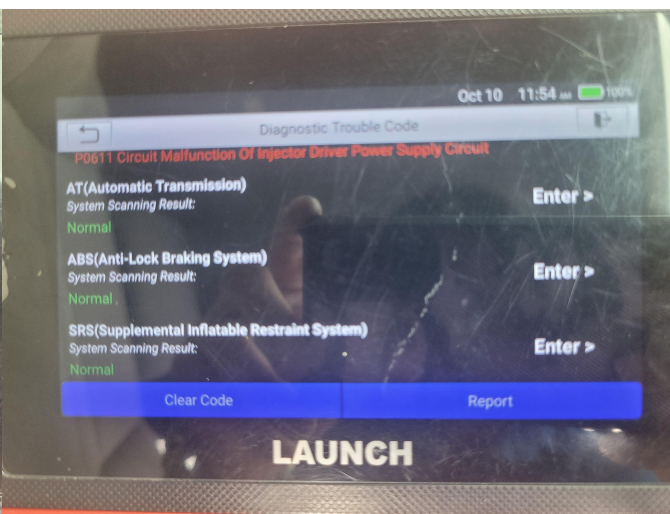 Oct 10 11:54 AM 100%
Diagnostic Trouble Code
P0611 Circuit Malfunction Of Injector Driver Power Supply Circuit
AT(Automatic Transmission)
System Scanning Result:
Enter >
Normal
ABS(Anti-Lock Braking System)
System Scanning Result:
Enter >
Normal
SRS(Supplemental Inflatable Restraint System)
System Scanning Result:
Enter >
Normal
Clear Code Report
LAUNCH